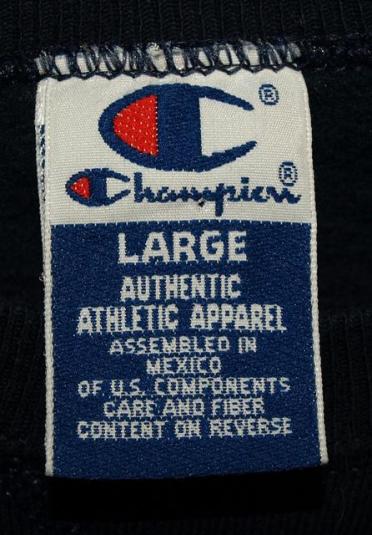 ®
Champion®
LARGE
AUTHENTIC
ATHLETIC APPAREL
ASSEMBLED IN
MEXICO
OF U.S. COMPONENTS
CARE AND FIBER
CONTENT ON REVERSE